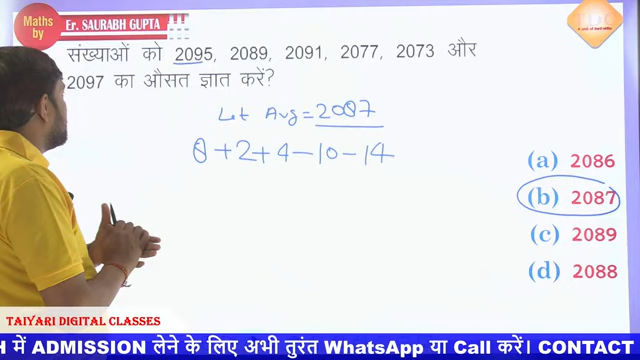 Maths
by
Er. SAURABH GUPTA
संख्याओं को 2095, 2089, 2091, 2077, 2073 और
2097 का औसत ज्ञात करें?
Let Avg = 2087
8 + 2 + 4 - 10 - 14
(a) 2086
(b) 2087
(c) 2089
(d) 2088
TAIYARI DIGITAL CLASSES
H में ADMISSION लेने के लिए अभी तुरंत WhatsApp या Call करें। CONTACT